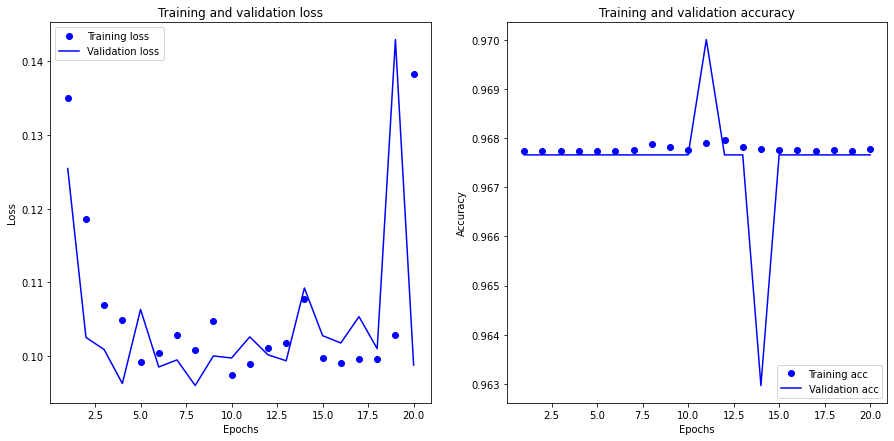 Training and validation loss
Training loss
Validation loss
0.14
0.13
0.12
0.11
0.10
Loss
2.5 5.0 7.5 10.0 12.5 15.0 17.5 20.0
Epochs
Training and validation accuracy
0.970
0.969
0.968
0.967
0.966
0.965
0.964
0.963
Accuracy
Training acc
Validation acc
2.5 5.0 7.5 10.0 12.5 15.0 17.5 20.0
Epochs